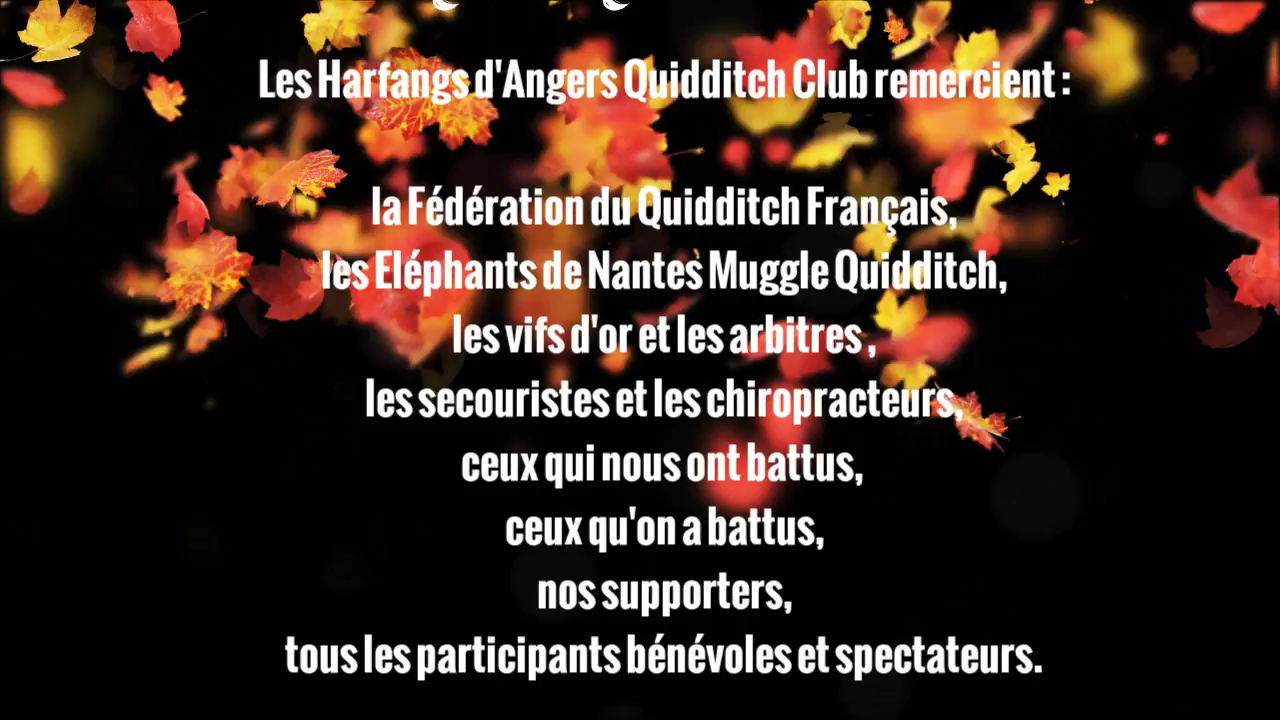 Les Harfangs d'Angers Quidditch Club remercient :
la Fédération du Quidditch Français,
les Eléphants de Nantes Muggle Quidditch,
les vifs d'or et les arbitres ,
les secouristes et les chiropracteurs,
ceux qui nous ont battus,
ceux qu'on a battus,
nos supporters,
tous les participants bénévoles et spectateurs.